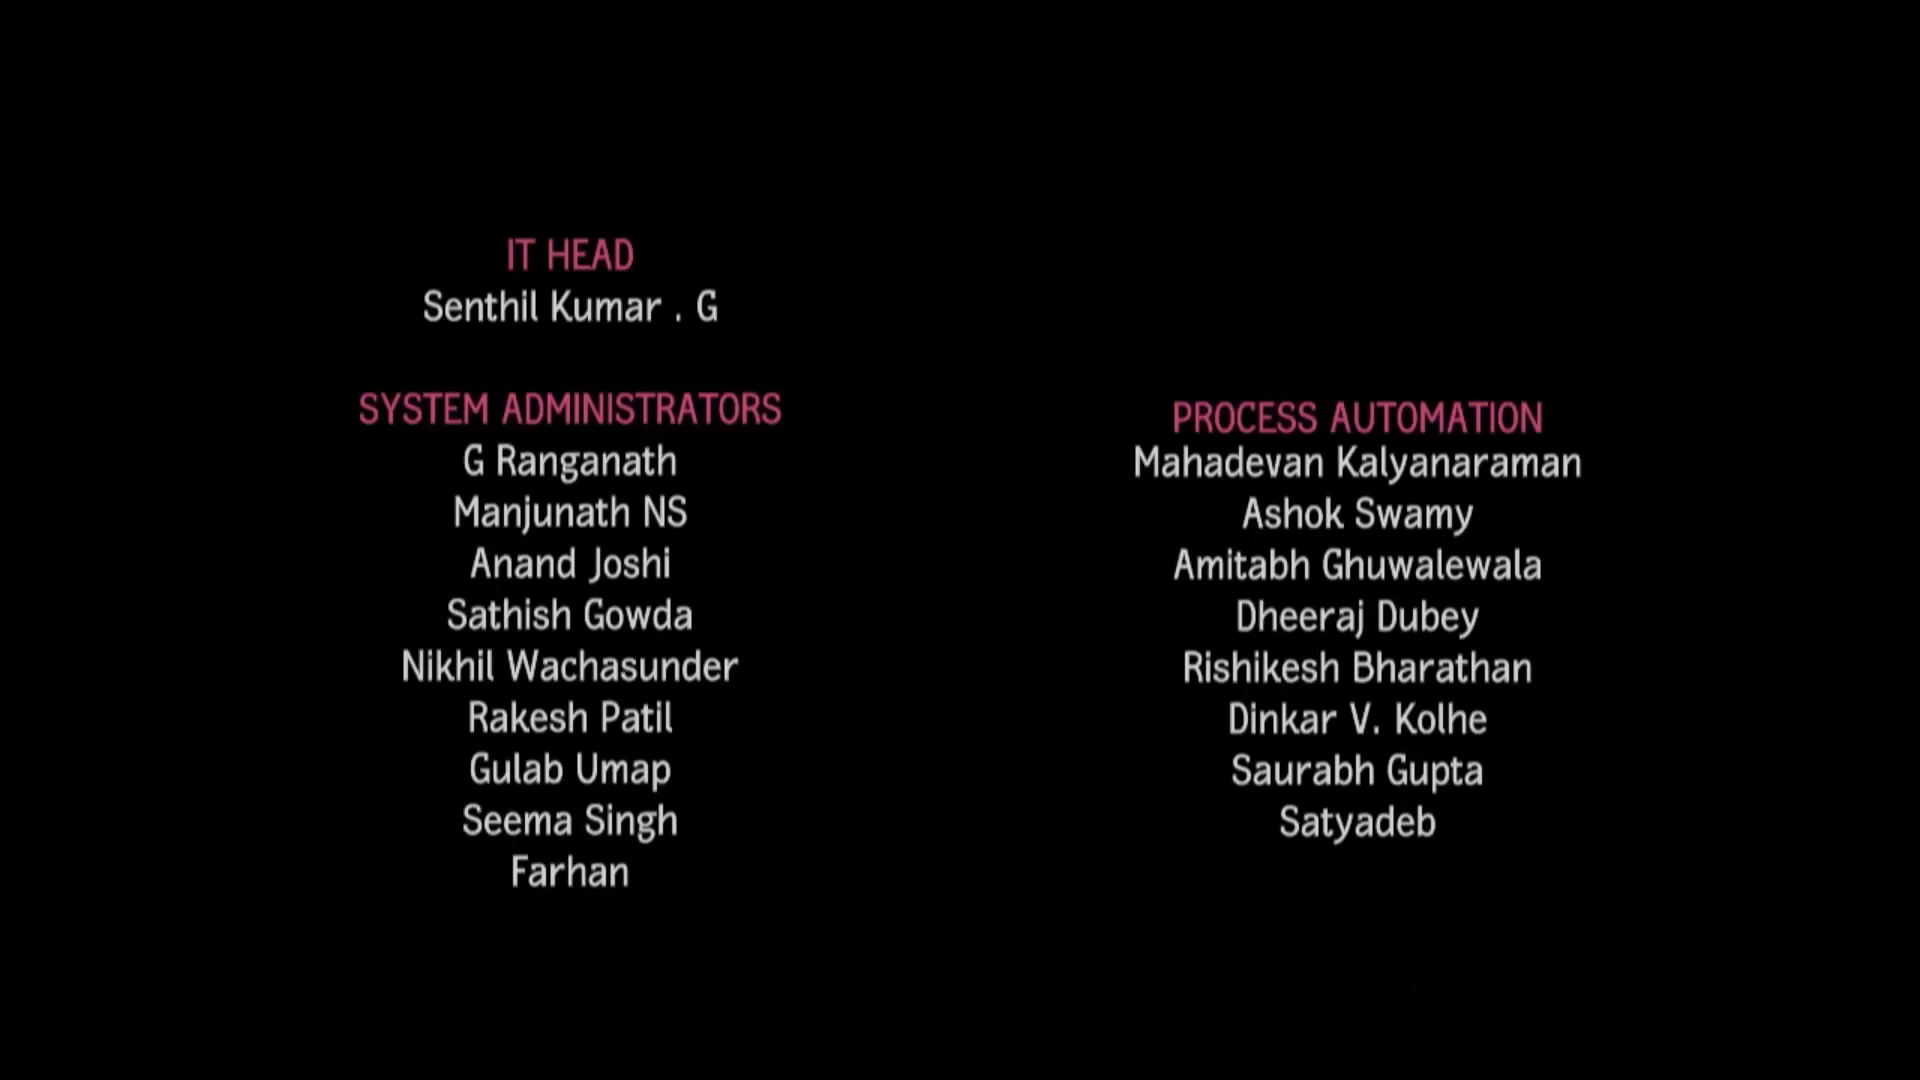 IT HEAD
Senthil Kumar . G
SYSTEM ADMINISTRATORS
G Ranganath
Manjunath NS
Anand Joshi
Sathish Gowda
Nikhil Wachasunder
Rakesh Patil
Gulab Umap
Seema Singh
Farhan
PROCESS AUTOMATION
Mahadevan Kalyanaraman
Ashok Swamy
Amitabh Ghuwalewala
Dheeraj Dubey
Rishikesh Bharathan
Dinkar V. Kolhe
Saurabh Gupta
Satyadeb